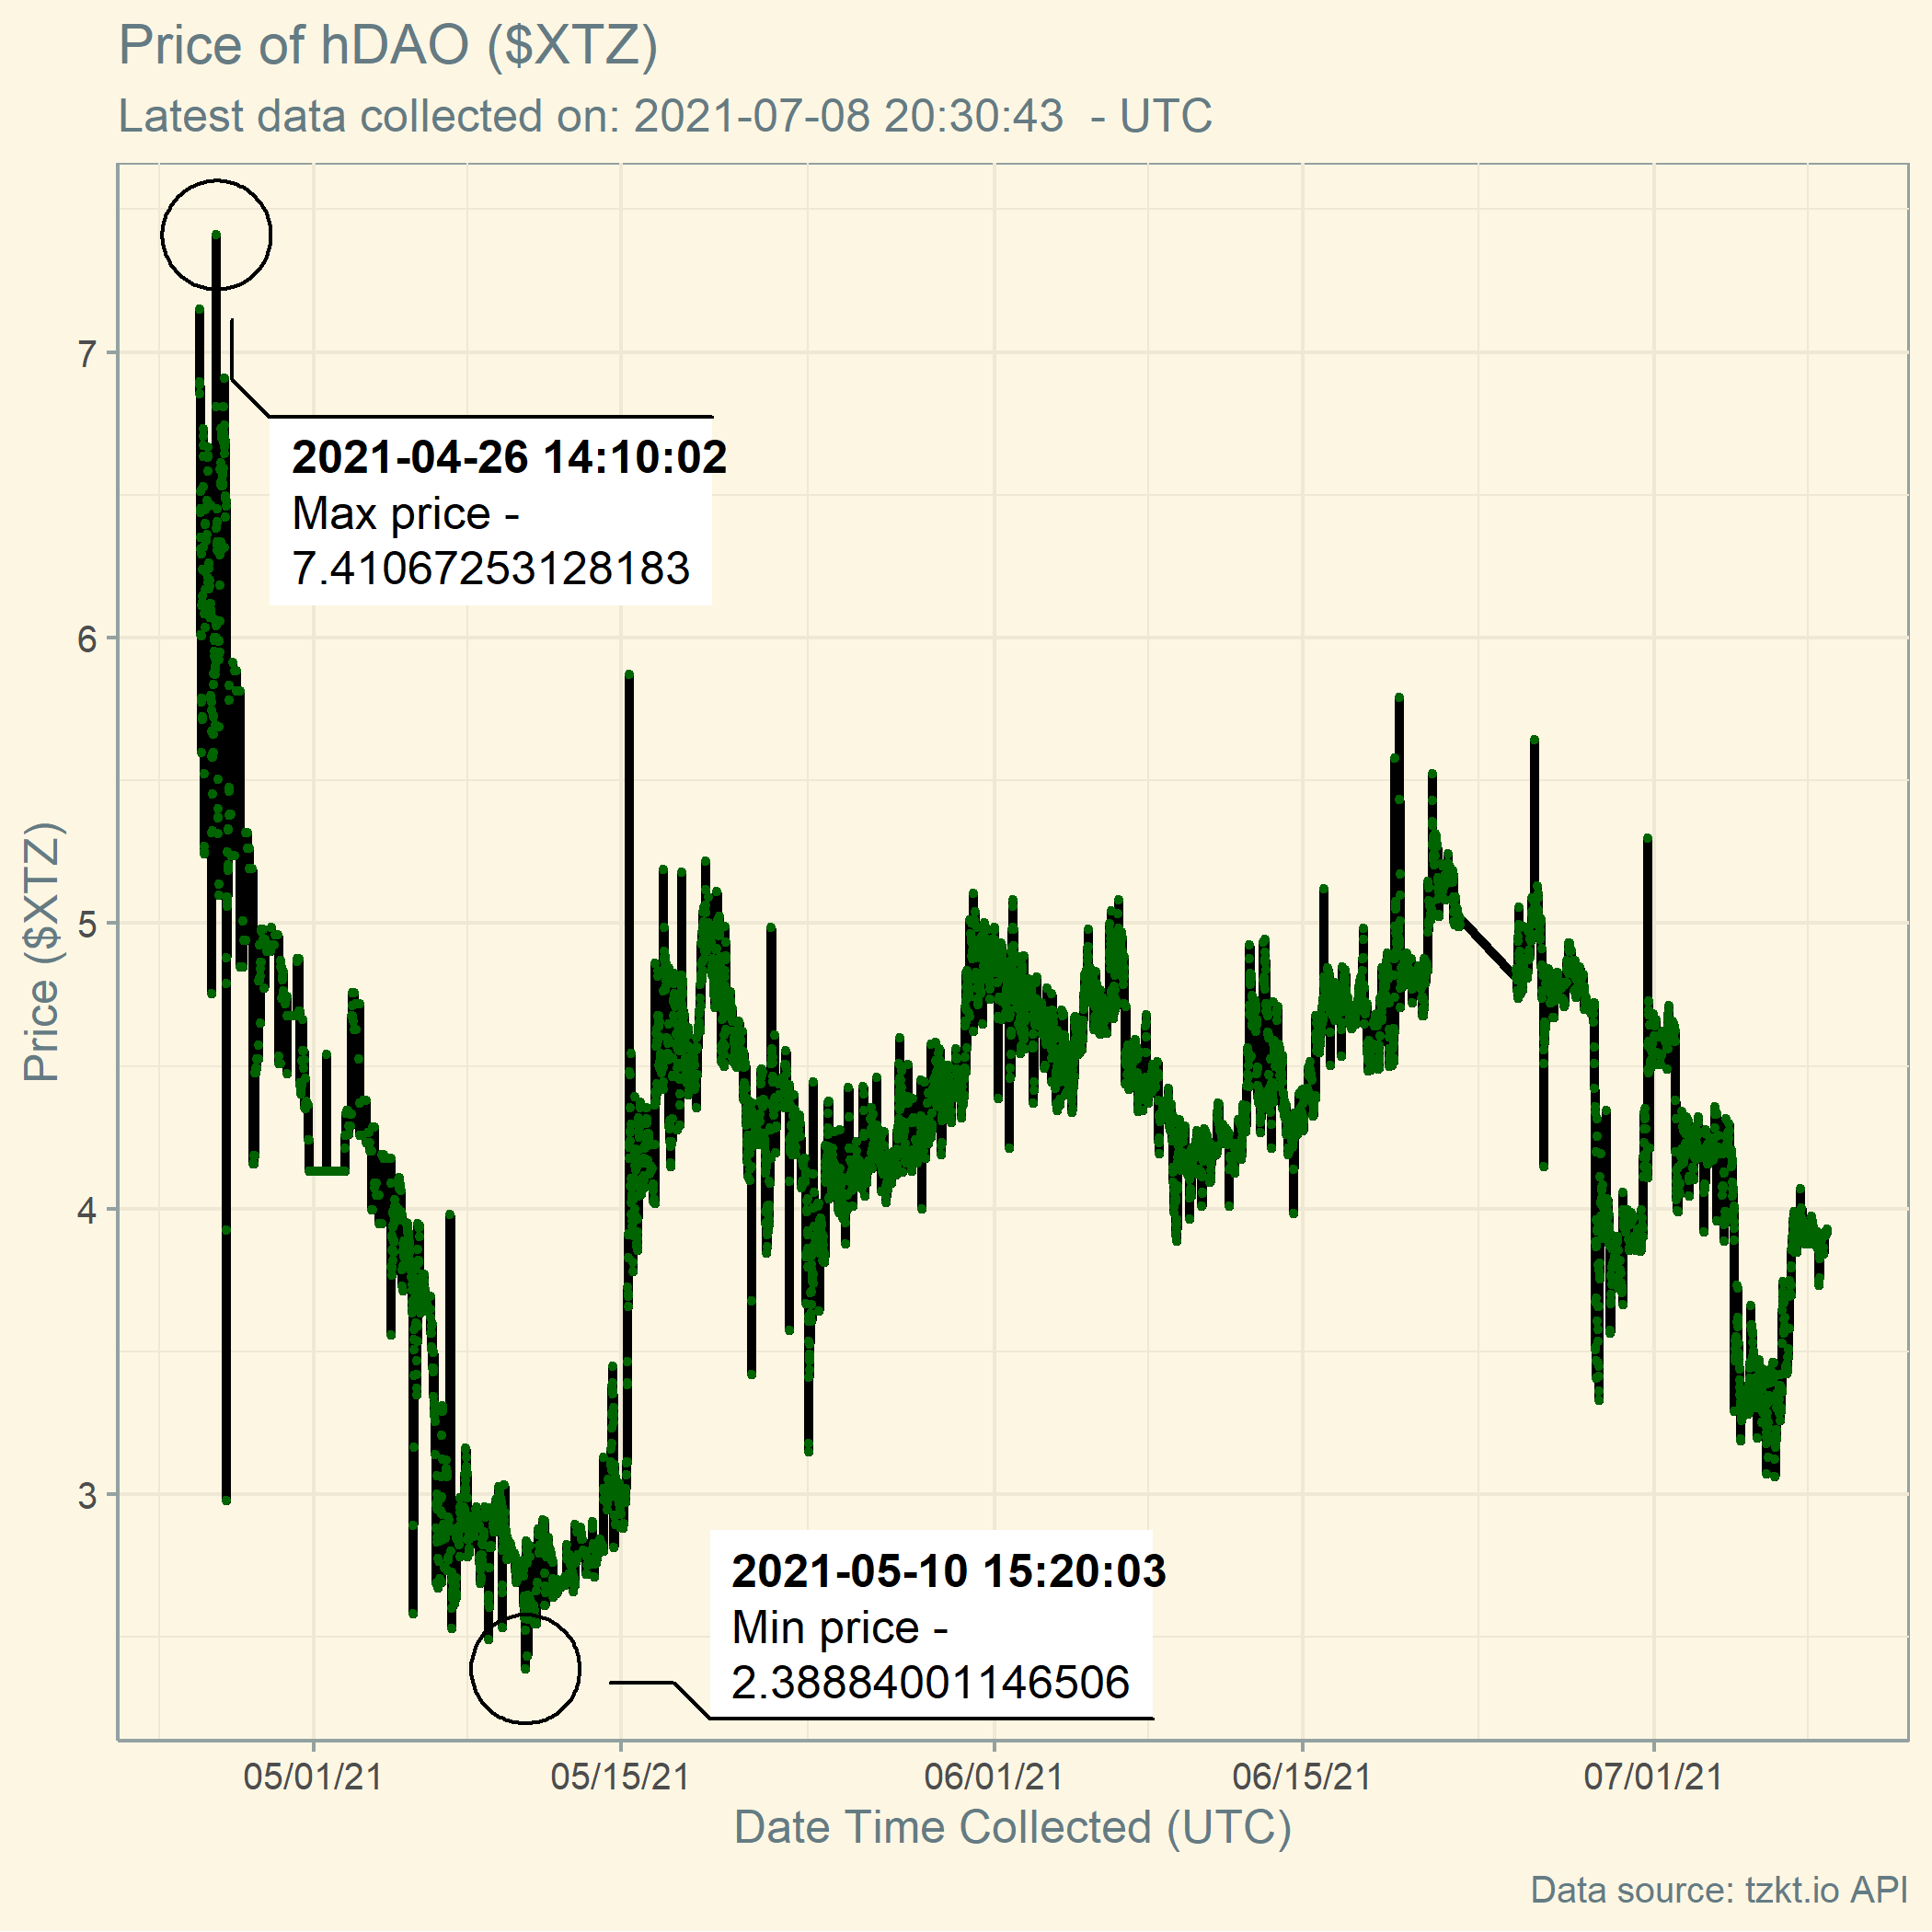 Price of hDAO ($XTZ)
Latest data collected on: 2021-07-08 20:30:43  - UTC
Price ($XTZ)
7
6
5
4
3
2021-04-26 14:10:02
Max price -
7.41067253128183
2021-05-10 15:20:03
Min price -
2.38884001146506
05/01/21 05/15/21 06/01/21 06/15/21 07/01/21
Date Time Collected (UTC)
Data source: tzkt.io API